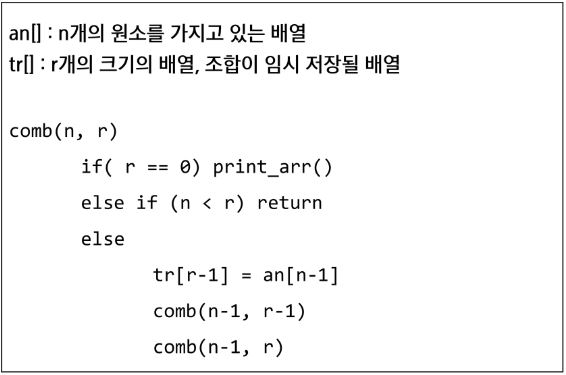 an[] : n개의 원소를 가지고 있는 배열
tr[] : r개의 크기의 배열, 조합이 임시 저장될 배열
comb(n, r)
if( r == 0) print_arr()
else if (n < r) return
else
tr[r-1] = an[n-1]
comb(n-1, r-1)
comb(n-1, r)